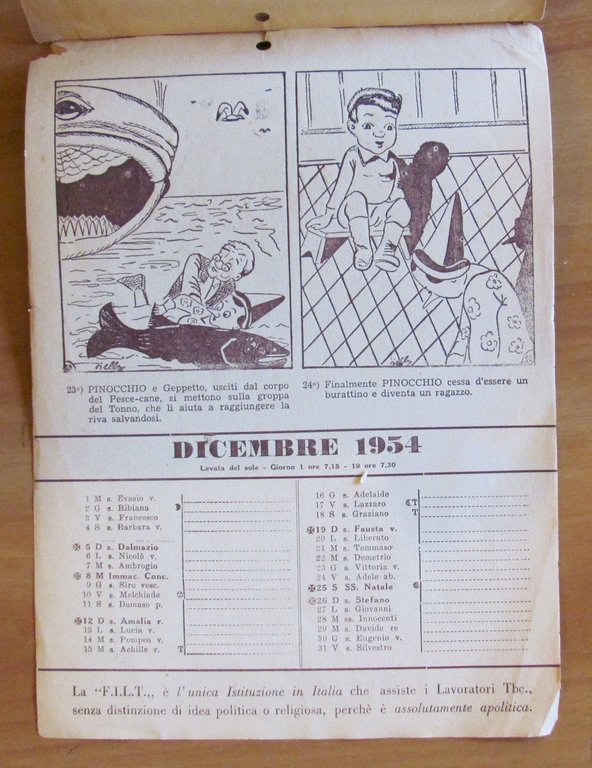 Kelly
23º) PINOCCHIO e Geppetto, usciti dal corpo
del Pesce-cane, si mettono sulla groppa
del Tonno, che li aiuta a raggiungere la
riva salvandosi.
24º) Finalmente PINOCCHIO cessa d'essere un
burattino e diventa un ragazzo.
DICEMBRE 1954
Levata del sole - Giorno 1 ore 7,15 - 19 ore 7,30
1 M s. Evasio v.
2 G s. Bibiana
3 V s. Francesco
4 S s. Barbara v.
5 D s. Dalmazio
6 L s. Nicolò v.
7 M s. Ambrogio
8 M Immac. Conc.
9 G s. Siro vesc.
10 V s. Melchiade
11 S s. Damaso p.
12 D s. Amalia r.
13 L s. Lucia v.
14 M s. Pompeo v.
15 M s. Achille v. T
16 G s. Adelaide
17 V s. Lazzaro T
18 S s. Graziano T
19 D s. Fausta v.
20 L s. Liberato
21 M s. Tommaso
22 M s. Demetrio
23 G s. Vittoria v.
24 V s. Adele ab.
25 S SS. Natale
26 D s. Stefano
27 L s. Giovanni
28 M ss. Innocenti
29 M s. Davide re
30 G s. Eugenio v.
31 V s. Silvestro
La "F.I.L.T.,, è l'unica Istituzione in Italia che assiste i Lavoratori Tbc.,
senza distinzione di idea politica o religiosa, perchè è assolutamente apolitica.